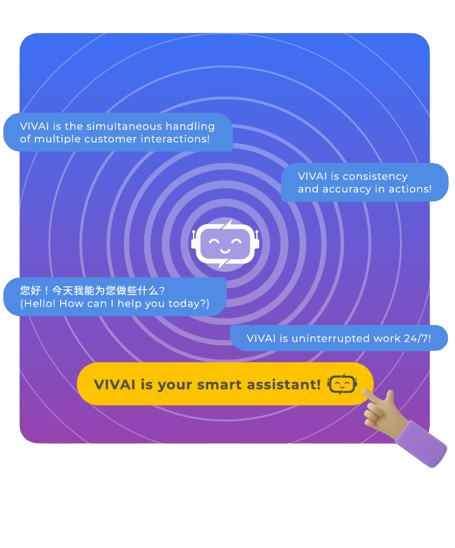 VIVAI is the simultaneous handling
of multiple customer interactions!
VIVAI is consistency
and accuracy in actions!
您好！今天我能为您做些什么?
(Hello! How can I help you today?)
VIVAI is uninterrupted work 24/7!
VIVAI is your smart assistant!